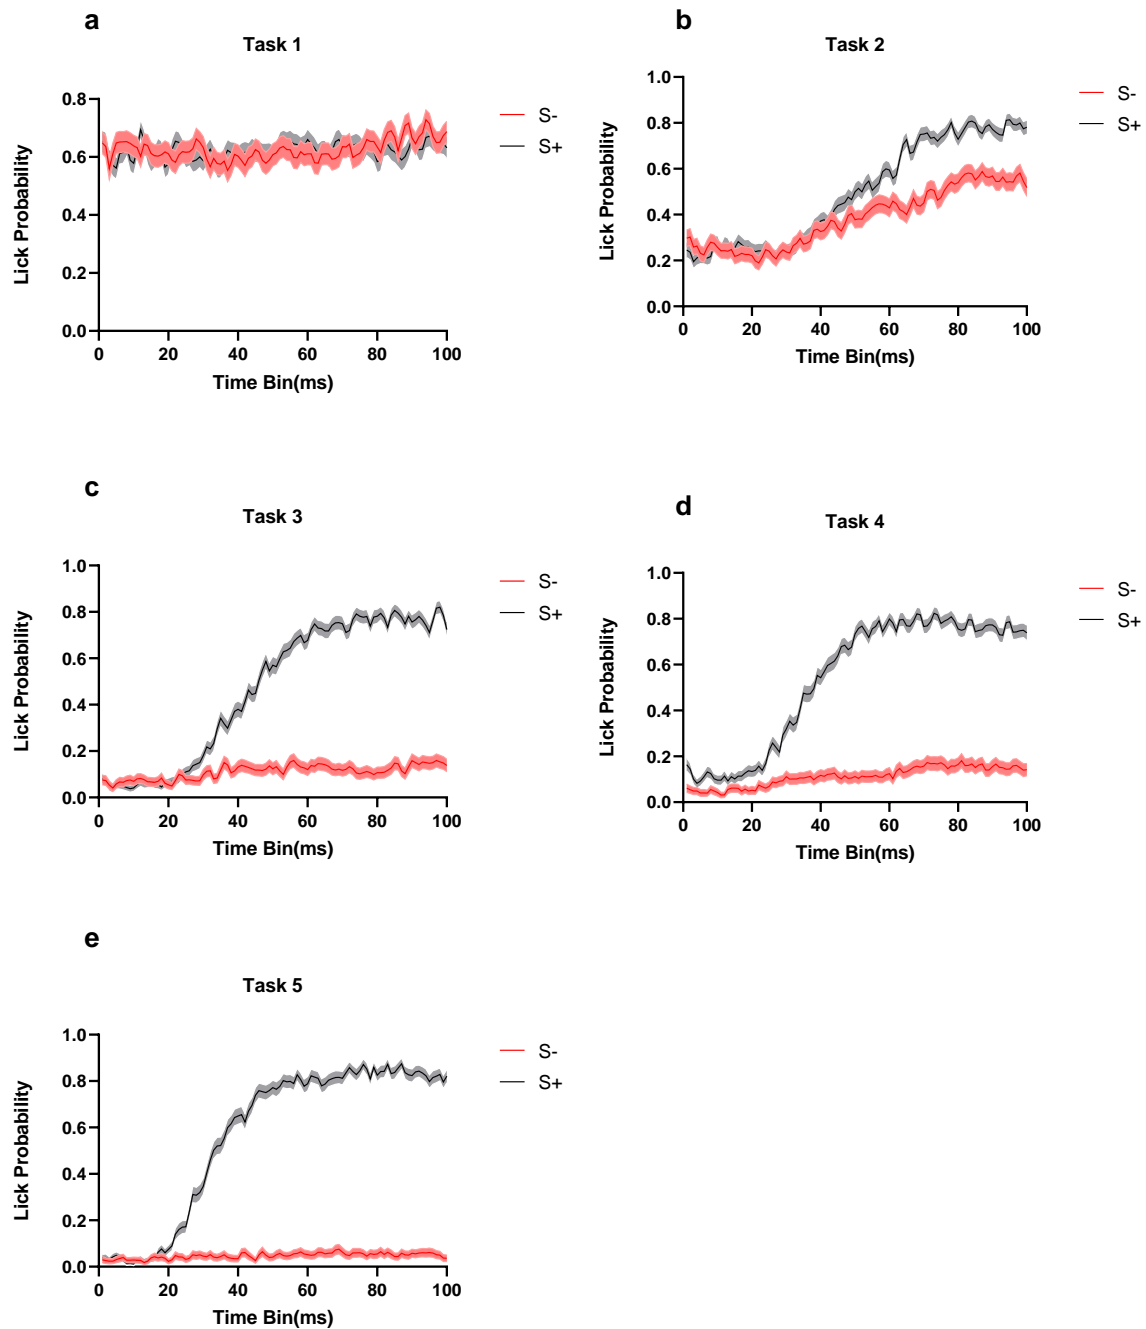 a
Task 1
Lick Probability
0.8
0.6
0.4
0.2
0.0
0 20 40 60 80 100
Time Bin(ms)
S-
S+
b
Task 2
Lick Probability
1.0
0.8
0.6
0.4
0.2
0.0
0 20 40 60 80 100
Time Bin(ms)
S-
S+
c
Task 3
Lick Probability
1.0
0.8
0.6
0.4
0.2
0.0
0 20 40 60 80 100
Time Bin(ms)
S-
S+
d
Task 4
Lick Probability
1.0
0.8
0.6
0.4
0.2
0.0
0 20 40 60 80 100
Time Bin(ms)
S-
S+
e
Task 5
Lick Probability
1.0
0.8
0.6
0.4
0.2
0.0
0 20 40 60 80 100
Time Bin(ms)
S-
S+